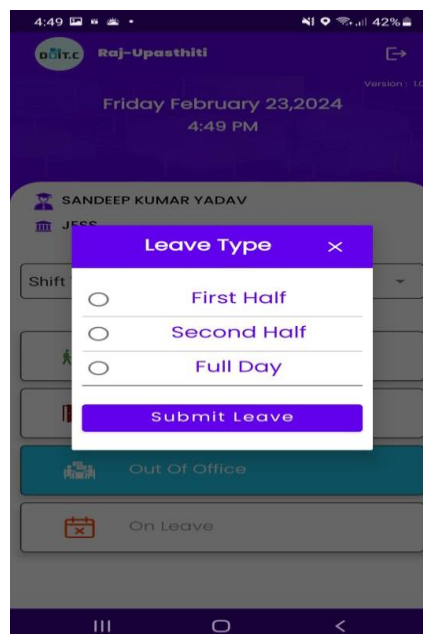 4:49 42%
DOIT.C Raj-Upasthiti
Version : 1.0
Friday February 23,2024
4:49 PM
SANDEEP KUMAR YADAV
Leave Type
Shift
First Half
Second Half
Full Day
Submit Leave
Out Of Office
On Leave